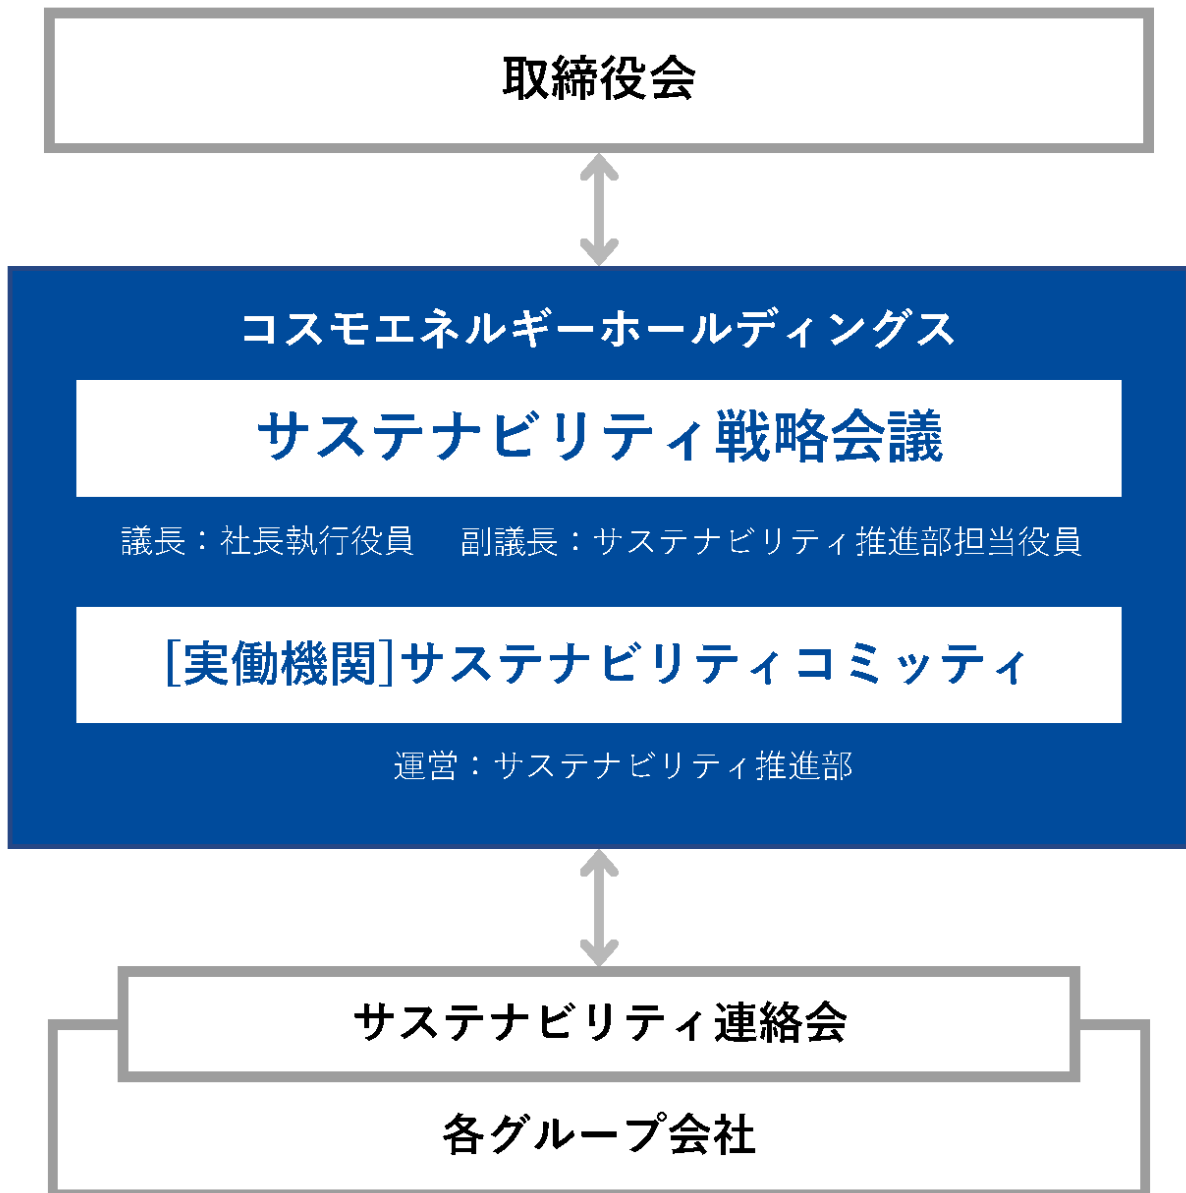 取締役会
コスモエネルギーホールディングス
サステナビリティ戦略会議
議長：社長執行役員　副議長：サステナビリティ推進部担当役員
[実働機関]サステナビリティコミッティ
運営：サステナビリティ推進部
サステナビリティ連絡会
各グループ会社